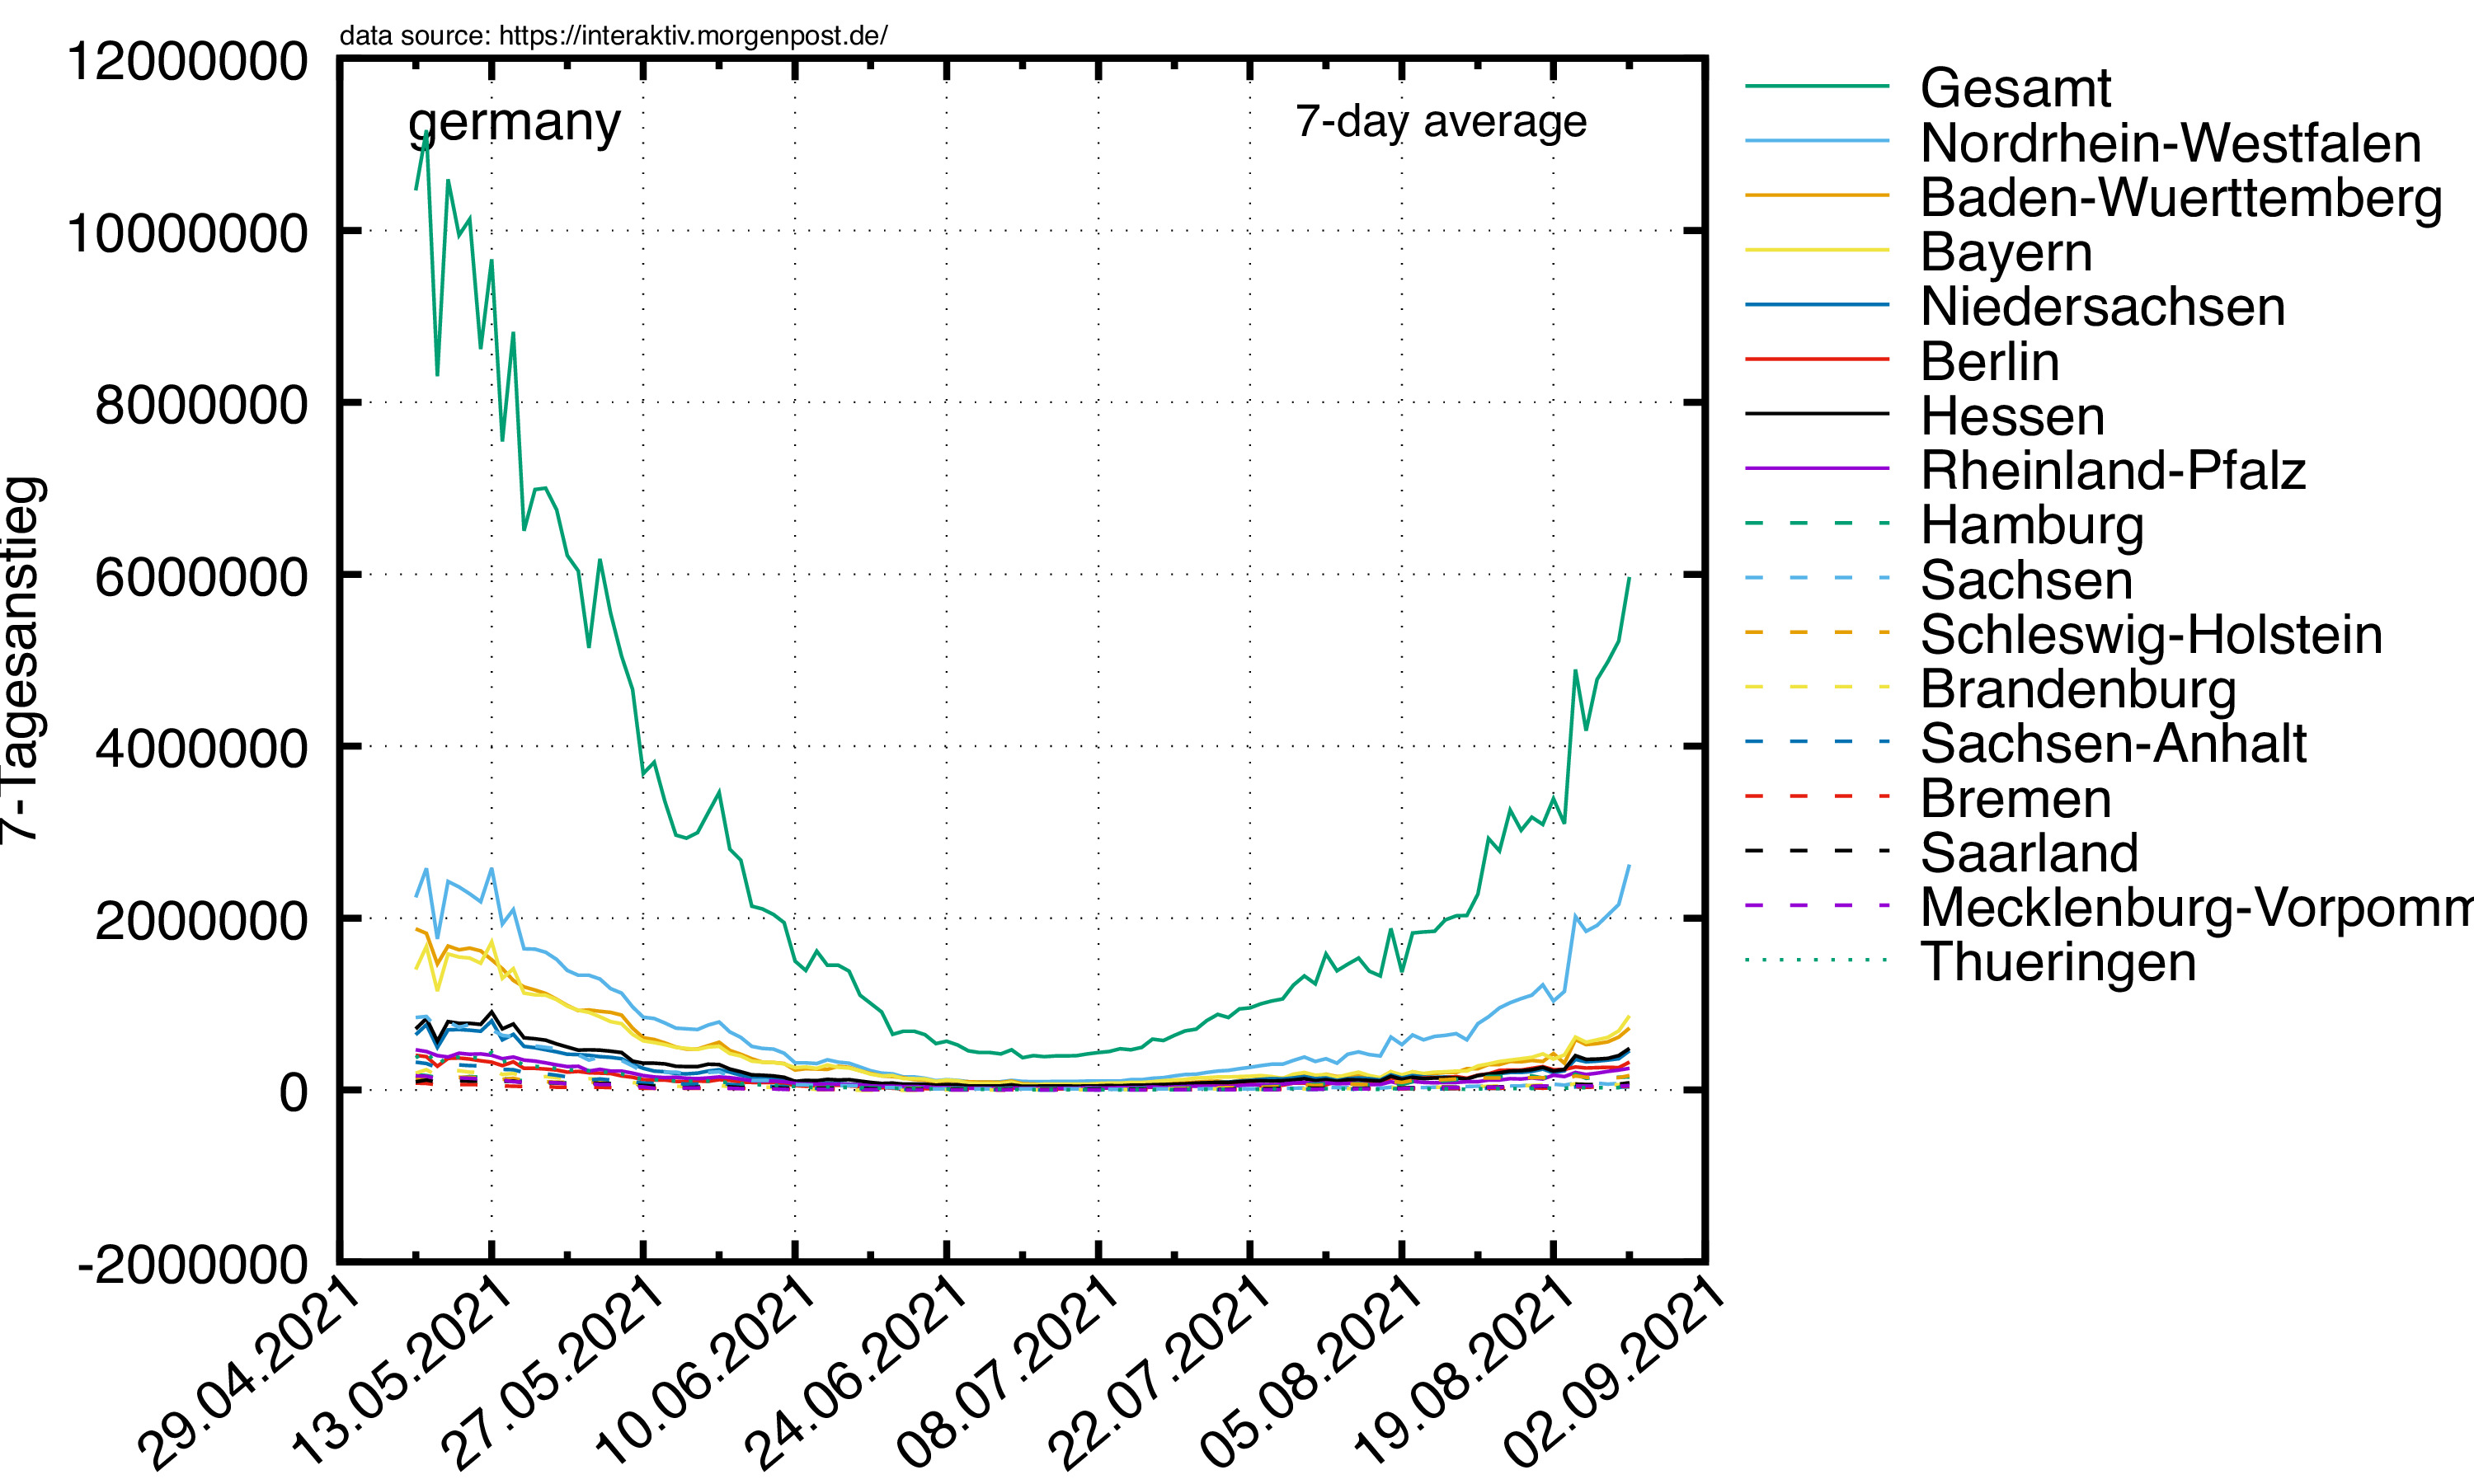 data source: https://interaktiv.morgenpost.de/
germany
7-day average
7-Tagesanstieg
12000000
10000000
8000000
6000000
4000000
2000000
0
-2000000
29.04.2021
13.05.2021
27.05.2021
10.06.2021
24.06.2021
08.07.2021
22.07.2021
05.08.2021
19.08.2021
02.09.2021
Gesamt
Nordrhein-Westfalen
Baden-Wuerttemberg
Bayern
Niedersachsen
Berlin
Hessen
Rheinland-Pfalz
Hamburg
Sachsen
Schleswig-Holstein
Brandenburg
Sachsen-Anhalt
Bremen
Saarland
Mecklenburg-Vorpomm
Thueringen